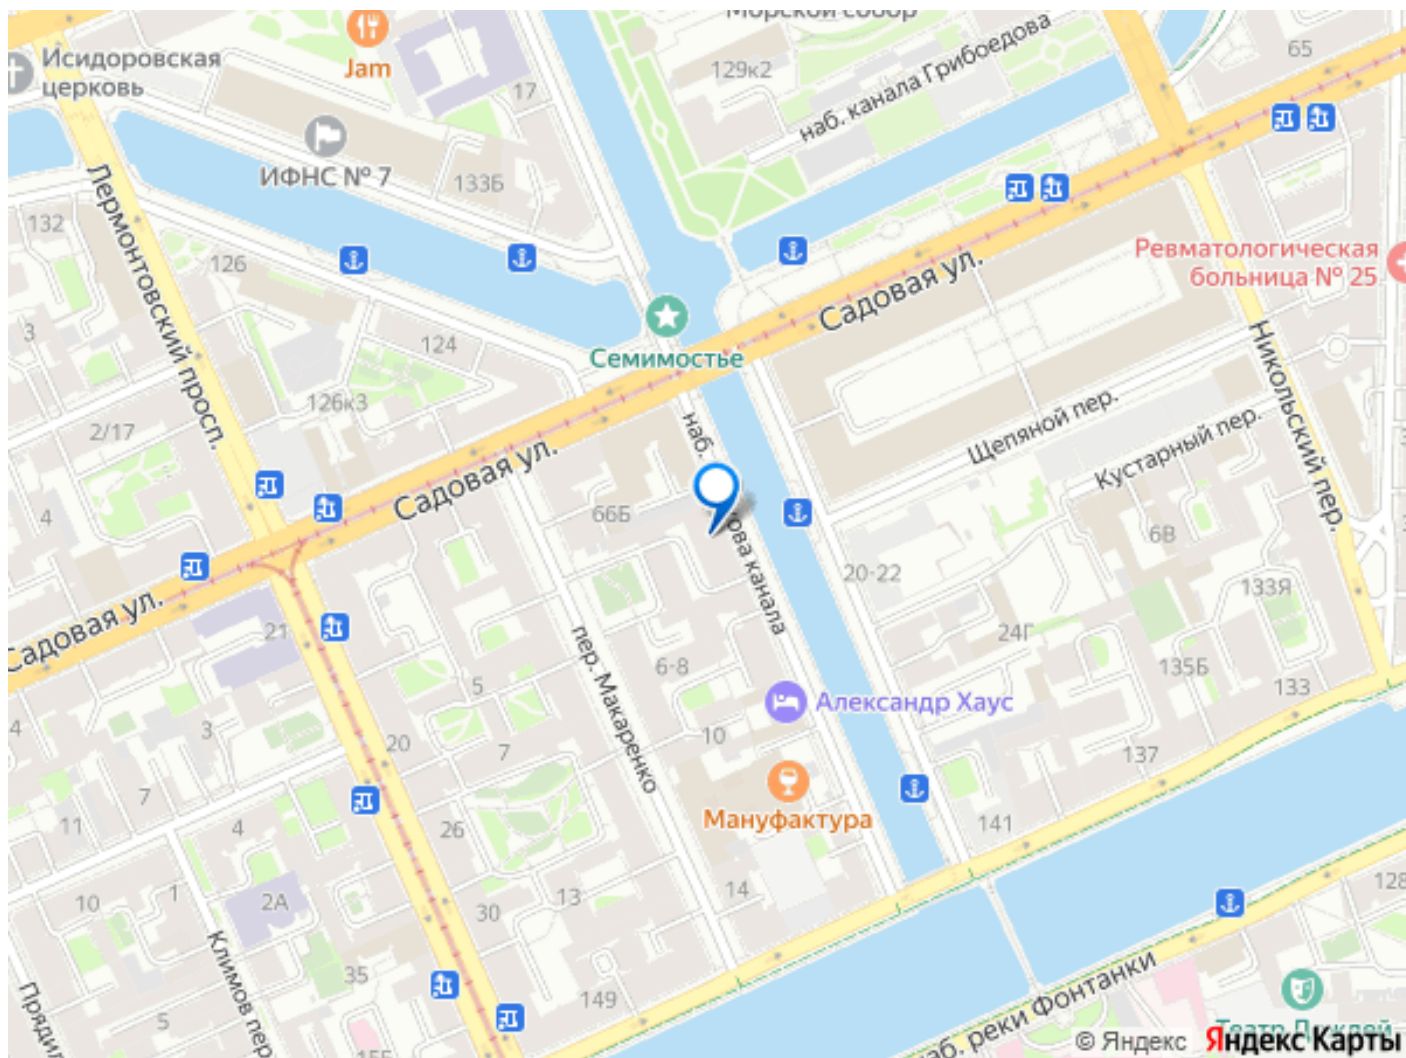 Морской собор
Исидоровская
церковь
Jam
17
129к2
наб. канала Грибоедова
65
ИФНС № 7
133Б
Лермонтовский просп.
132
126
3
124
Семимостье
Садовая ул.
Ревматологическая
больница № 25
126к3
2/17
4
Садовая ул.
наб.
ова канала
Щепяной пер.
Кустарный пер.
Никольский пер.
66Б
6В
20-22
133Я
24Г
135Б
133
137
Садовая ул.
21
5
6-8
пер. Макаренко
Александр Хаус
4
3
20
7
10
7
11
4
26
Мануфактура
141
10
1
2А
13
30
14
128
Климов пер
35
149
5
Прядил
наб. реки Фонтанки
© Яндекс
Яндекс Карты